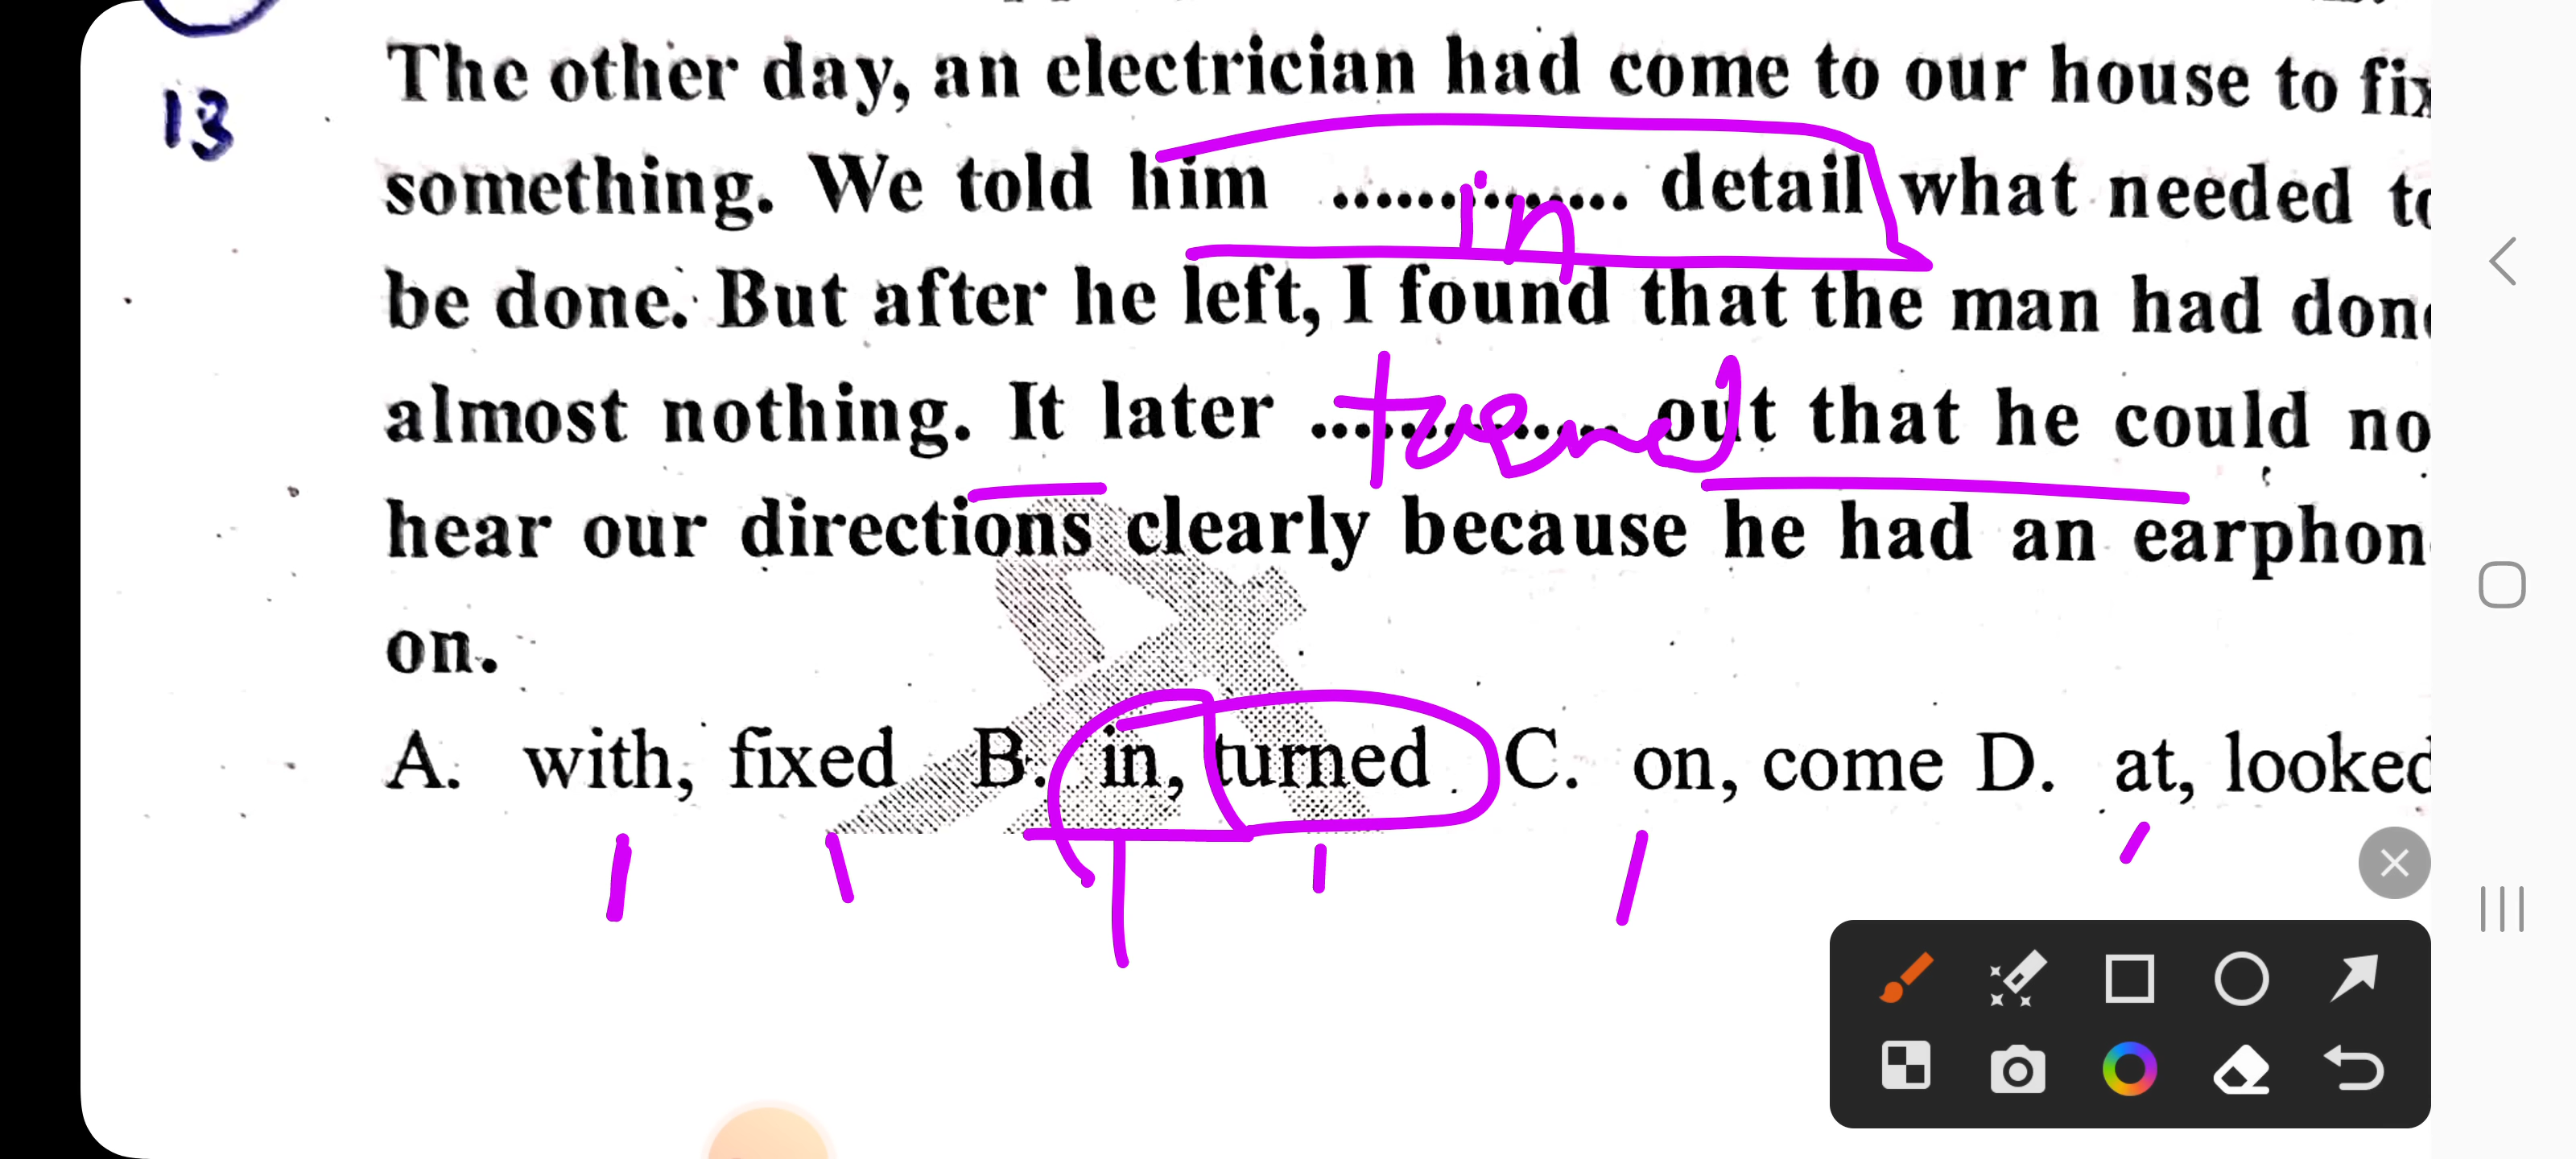 13
The other day, an electrician had come to our house to fix
something. We told him ............... detail what needed to
in
be done. But after he left, I found that the man had don
almost nothing. It later ............... out that he could no
turned
hear our directions clearly because he had an earphon
on.
A. with, fixed B. in, turned C. on, come D. at, looked